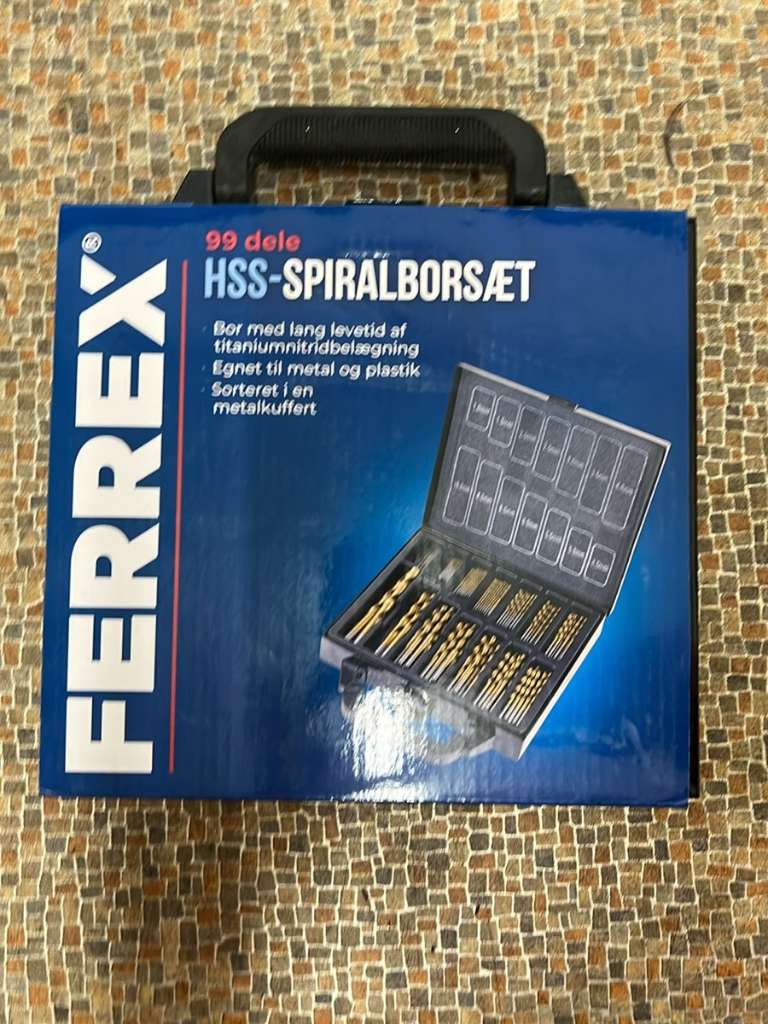 FERREX®
99 dele
HSS-SPIRALBORSÆT
Bor med lang levetid af
titaniumnitridbelægning
Egnet til metal og plastik
Sorteret i en
metalkuffert